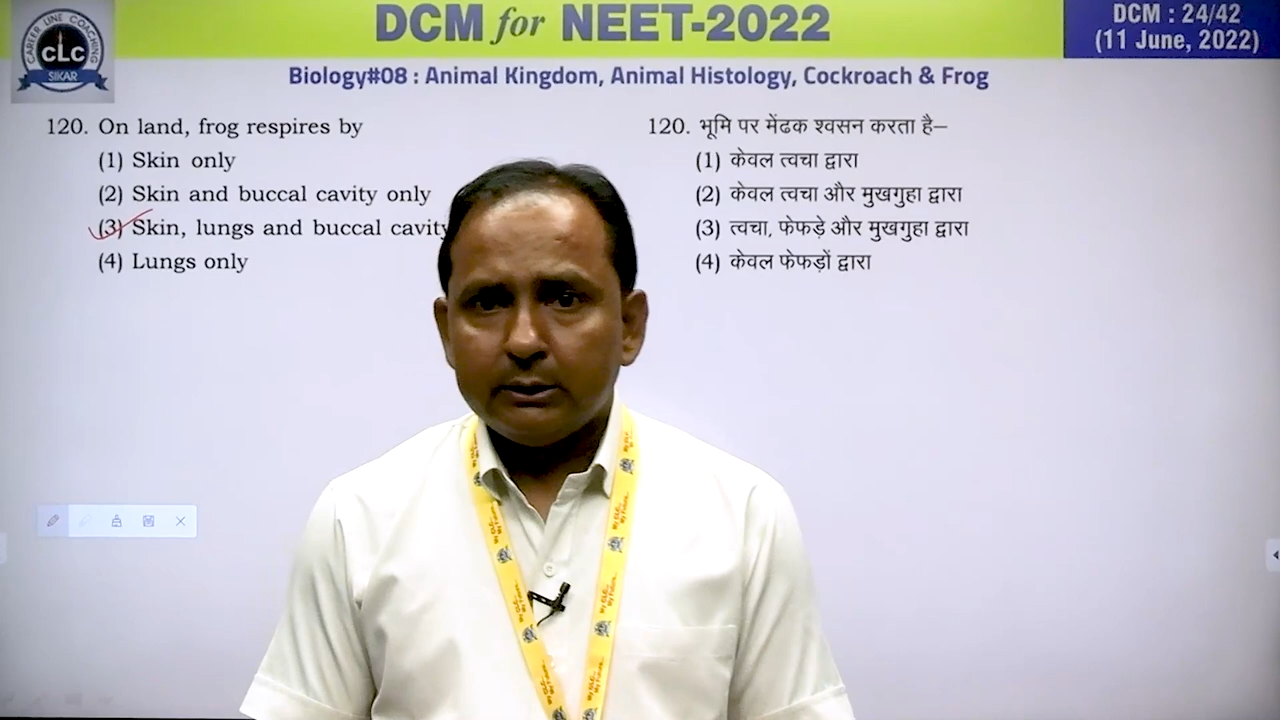 CAREER LINE COACHING
CLC
SIKAR
DCM for NEET-2022
DCM : 24/42
(11 June, 2022)
Biology#08 : Animal Kingdom, Animal Histology, Cockroach & Frog
120. On land, frog respires by
(1) Skin only
(2) Skin and buccal cavity only
(3) Skin, lungs and buccal cavity
(4) Lungs only
120. भूमि पर मेंढक श्वसन करता है–
(1) केवल त्वचा द्वारा
(2) केवल त्वचा और मुखगुहा द्वारा
(3) त्वचा, फेफड़े और मुखगुहा द्वारा
(4) केवल फेफड़ों द्वारा